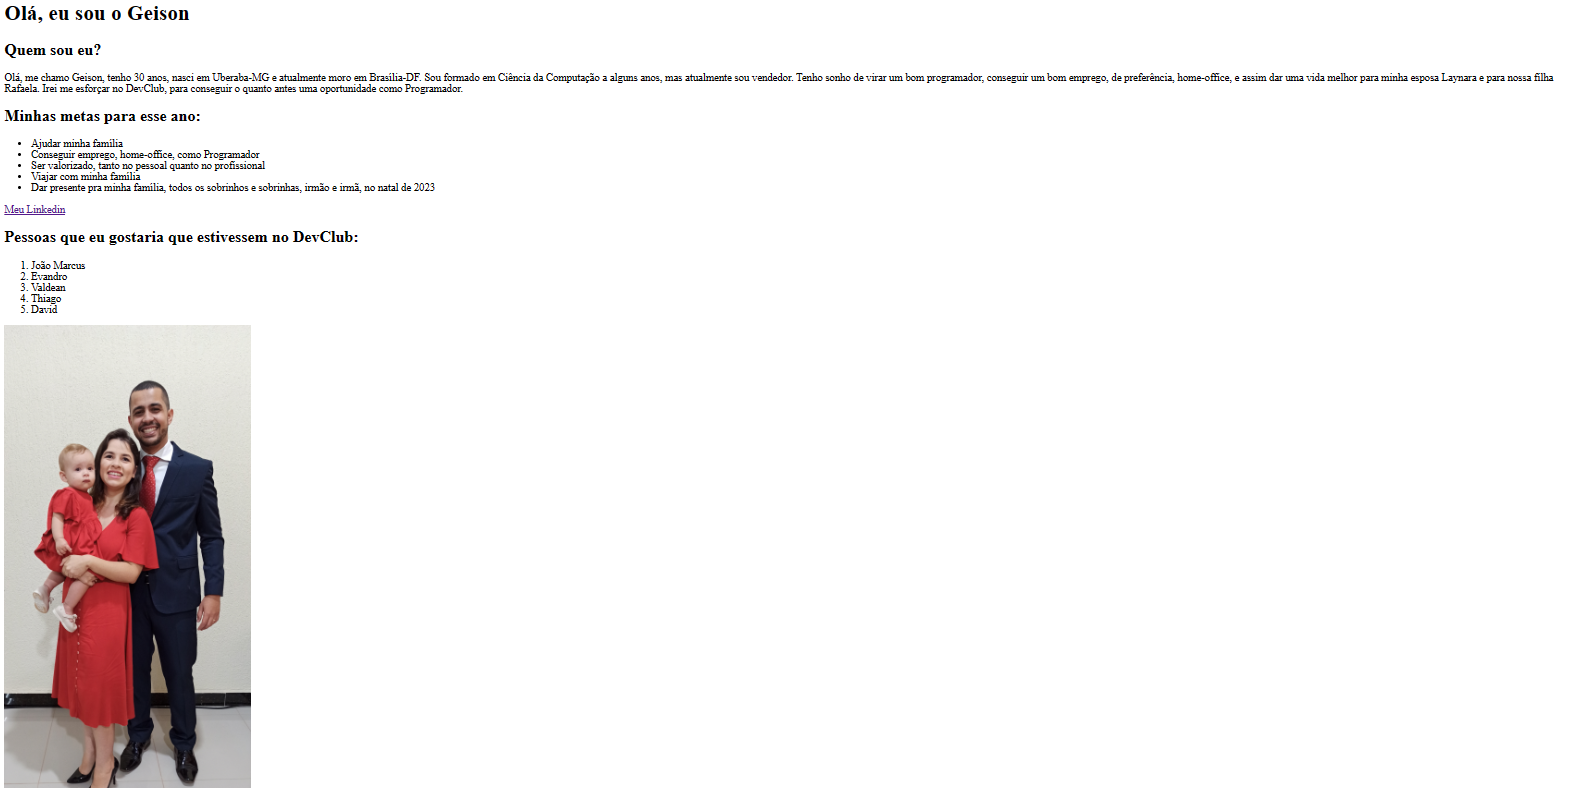 Olá, eu sou o Geison
Quem sou eu?
Olá, me chamo Geison, tenho 30 anos, nasci em Uberaba-MG e atualmente moro em Brasília-DF. Sou formado em Ciência da Computação a alguns anos, mas atualmente sou vendedor. Tenho sonho de virar um bom programador, conseguir um bom emprego, de preferência, home-office, e assim dar uma vida melhor para minha esposa Laynara e para nossa filha
Rafaela. Irei me esforçar no DevClub, para conseguir o quanto antes uma oportunidade como Programador.
Minhas metas para esse ano:
• Ajudar minha família
• Conseguir emprego, home-office, como Programador
• Ser valorizado, tanto no pessoal quanto no profissional
• Viajar com minha família
• Dar presente pra minha família, todos os sobrinhos e sobrinhas, irmão e irmã, no natal de 2023
Meu Linkedin
Pessoas que eu gostaria que estivessem no DevClub:
1. João Marcus
2. Evandro
3. Valdean
4. Thiago
5. David